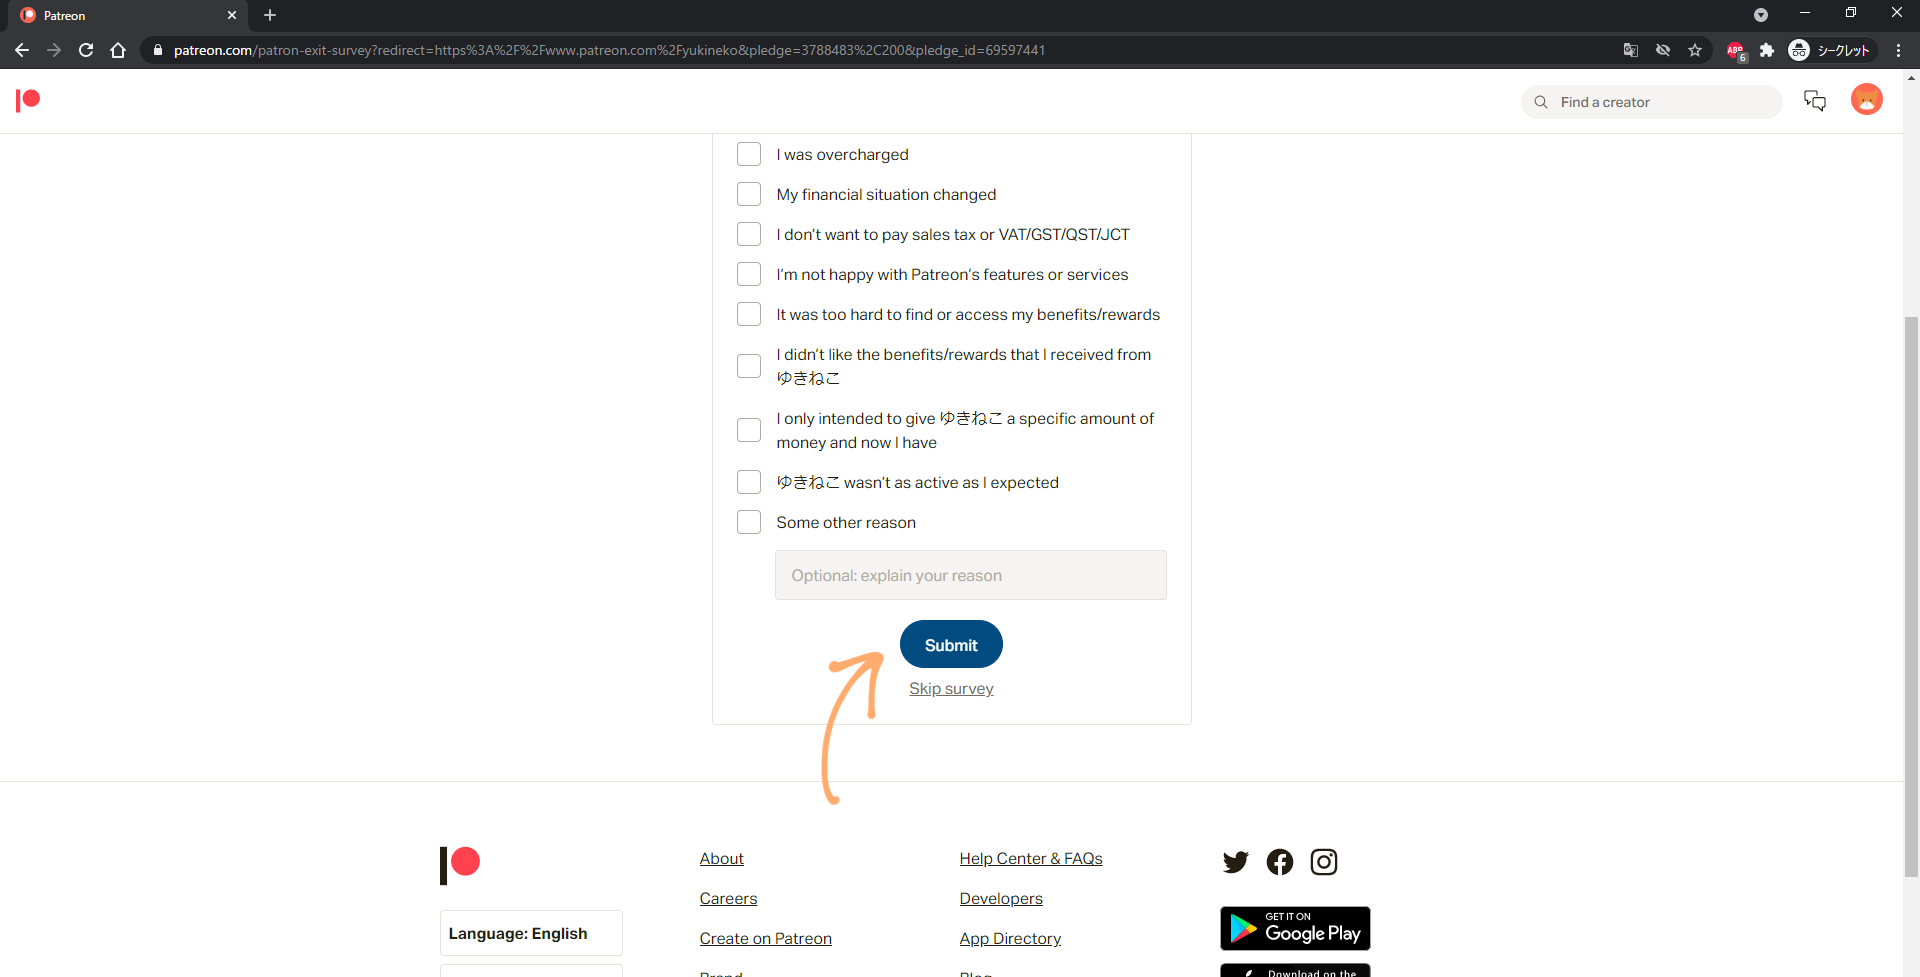 Patreon
patreon.com/patron-exit-survey?redirect=https%3A%2F%2Fwww.patreon.com%2Fyukineko&pledge=3788483%2C200&pledge_id=69597441
ABP
6
シークレット
Find a creator
I was overcharged
My financial situation changed
I don't want to pay sales tax or VAT/GST/QST/JCT
I'm not happy with Patreon's features or services
It was too hard to find or access my benefits/rewards
I didn't like the benefits/rewards that I received from
ゆきねこ
I only intended to give ゆきねこ a specific amount of
money and now I have
ゆきねこ wasn't as active as I expected
Some other reason
Optional: explain your reason
Submit
Skip survey
About
Help Center & FAQs
Careers
Developers
Language: English
Create on Patreon
App Directory
GET IT ON
Google Play
Brand
Blog
Download on the